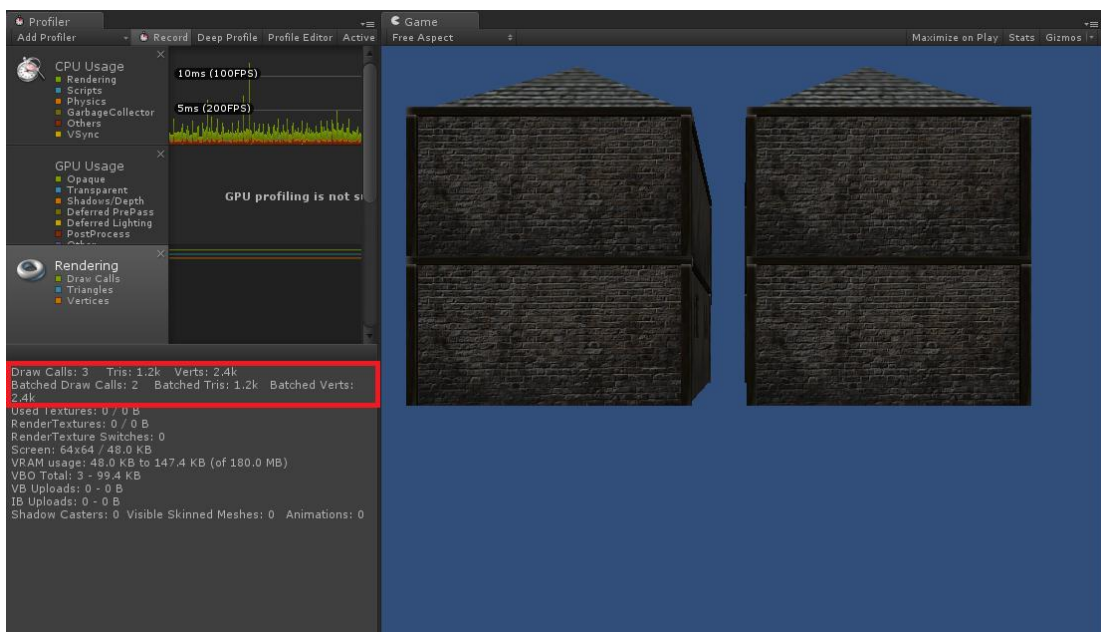 Profiler
Add Profiler Record Deep Profile Profile Editor Active
CPU Usage
Rendering
Scripts
Physics
GarbageCollector
Others
VSync
10ms (100FPS)
5ms (200FPS)
GPU Usage
Opaque
Transparent
Shadows/Depth
Deferred PrePass
Deferred Lighting
PostProcess
GPU profiling is not su
Rendering
Draw Calls
Triangles
Vertices
Draw Calls: 3 Tris: 1.2k Verts: 2.4k
Batched Draw Calls: 2 Batched Tris: 1.2k Batched Verts:
2.4k
Used Textures: 0 / 0 B
RenderTextures: 0 / 0 B
RenderTexture Switches: 0
Screen: 64x64 / 48.0 KB
VRAM usage: 48.0 KB to 147.4 KB (of 180.0 MB)
VBO Total: 3 - 99.4 KB
VB Uploads: 0 - 0 B
IB Uploads: 0 - 0 B
Shadow Casters: 0 Visible Skinned Meshes: 0 Animations: 0
Game
Free Aspect Maximize on Play Stats Gizmos